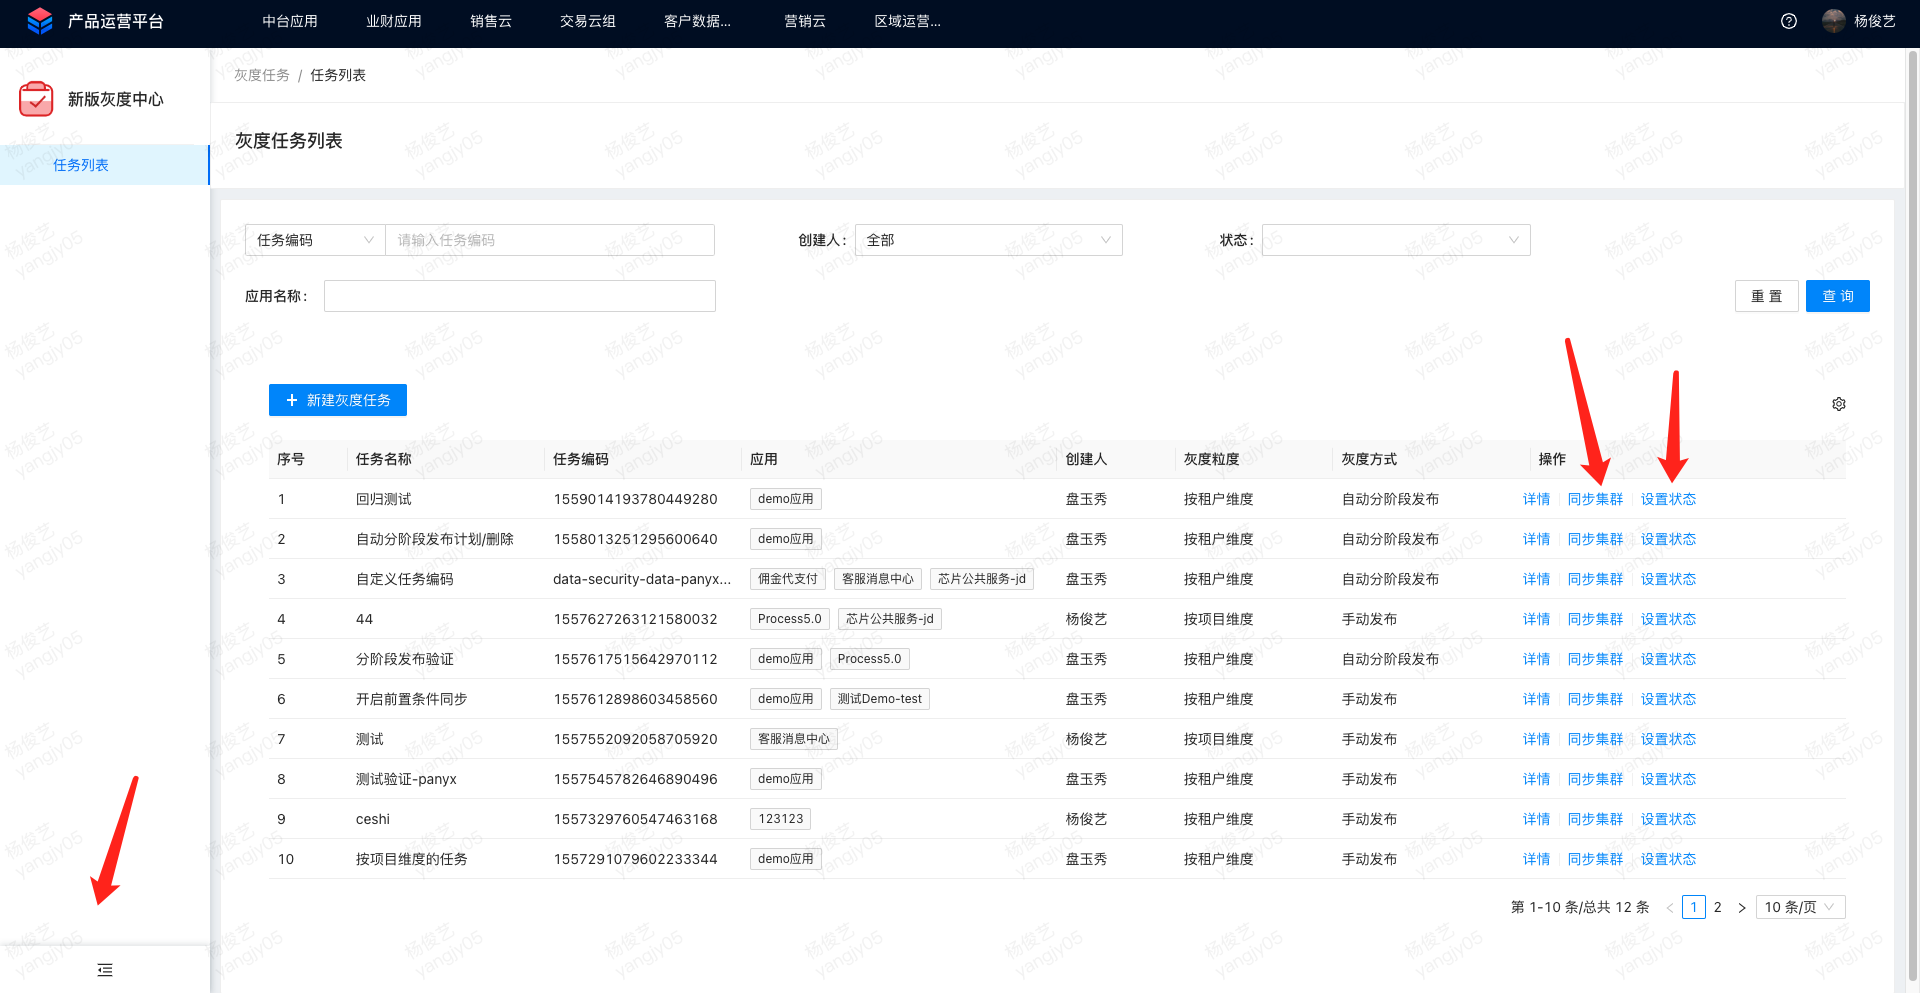 产品运营平台 中台应用 业财应用 销售云 交易云组 客户数据... 营销云 区域运营... 杨俊艺
新版灰度中心
任务列表
灰度任务 / 任务列表
灰度任务列表
任务编码 请输入任务编码 创建人: 全部 状态:
应用名称:
重 置 查 询
+ 新建灰度任务
序号 任务名称 任务编码 应用 创建人 灰度粒度 灰度方式 操作
1 回归测试 1559014193780449280 demo应用 盘玉秀 按租户维度 自动分阶段发布 详情 同步集群 设置状态
2 自动分阶段发布计划/删除 1558013251295600640 demo应用 盘玉秀 按租户维度 自动分阶段发布 详情 同步集群 设置状态
3 自定义任务编码 data-security-data-panyx... 佣金代支付 客服消息中心 芯片公共服务-jd 盘玉秀 按租户维度 自动分阶段发布 详情 同步集群 设置状态
4 44 1557627263121580032 Process5.0 芯片公共服务-jd 杨俊艺 按项目维度 手动发布 详情 同步集群 设置状态
5 分阶段发布验证 1557617515642970112 demo应用 Process5.0 盘玉秀 按租户维度 自动分阶段发布 详情 同步集群 设置状态
6 开启前置条件同步 1557612898603458560 demo应用 测试Demo-test 盘玉秀 按租户维度 手动发布 详情 同步集群 设置状态
7 测试 1557552092058705920 客服消息中心 杨俊艺 按项目维度 手动发布 详情 同步集群 设置状态
8 测试验证-panyx 1557545782646890496 demo应用 盘玉秀 按租户维度 手动发布 详情 同步集群 设置状态
9 ceshi 1557329760547463168 123123 杨俊艺 按租户维度 手动发布 详情 同步集群 设置状态
10 按项目维度的任务 1557291079602233344 demo应用 盘玉秀 按租户维度 手动发布 详情 同步集群 设置状态
第 1-10 条/总共 12 条 < 1 2 > 10 条/页
杨俊艺
yangjy05